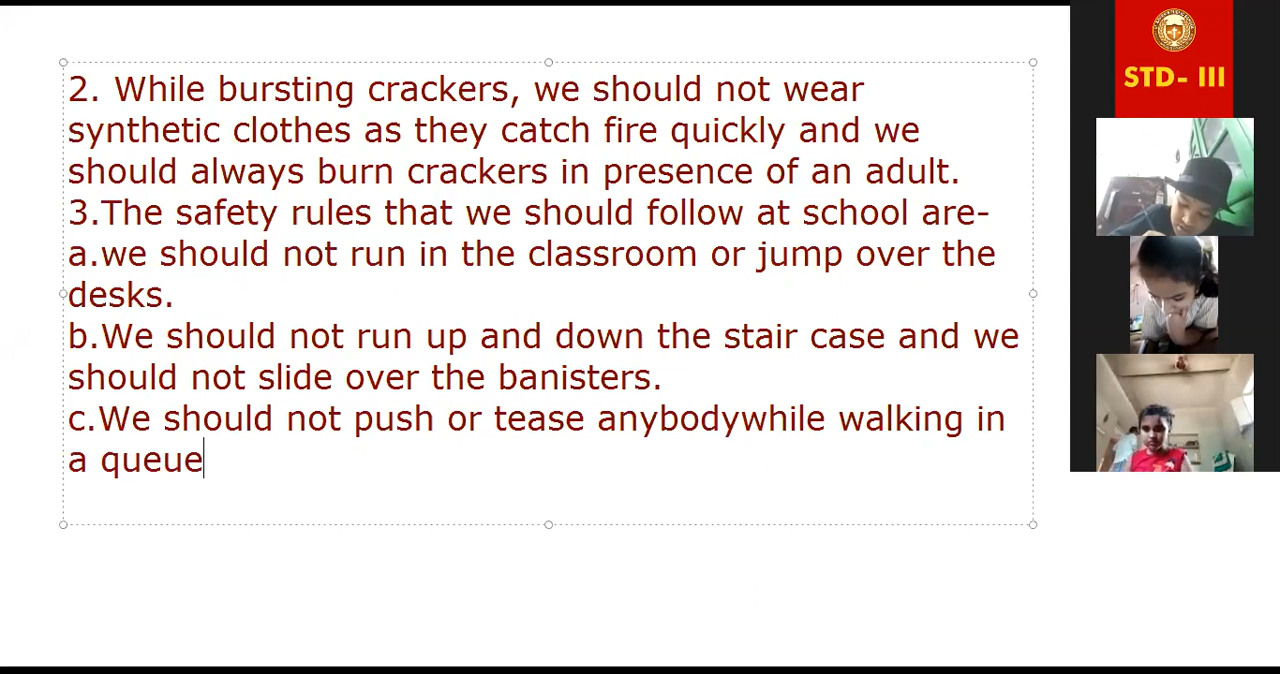 2. While bursting crackers, we should not wear
synthetic clothes as they catch fire quickly and we
should always burn crackers in presence of an adult.
3.The safety rules that we should follow at school are-
a.we should not run in the classroom or jump over the
desks.
b.We should not run up and down the stair case and we
should not slide over the banisters.
c.We should not push or tease anybodywhile walking in
a queue
STD- III